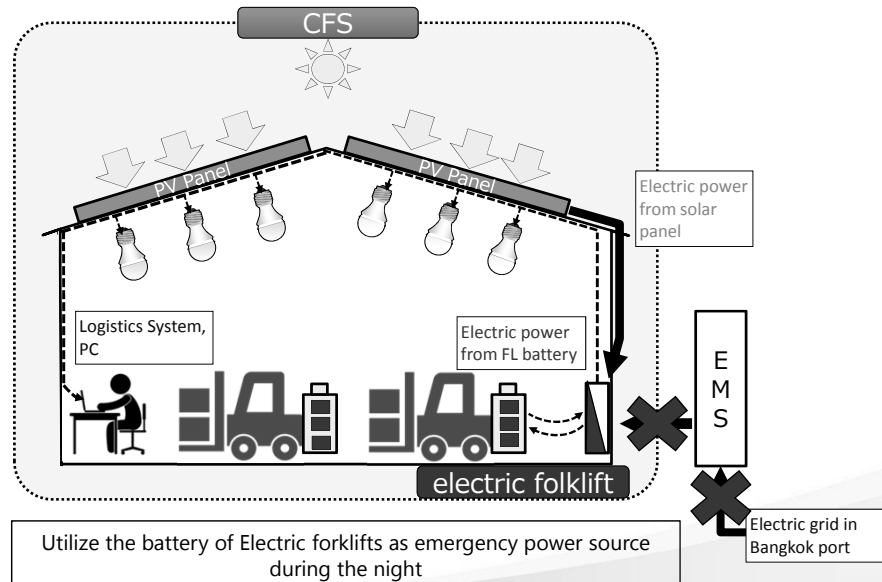 CFS
PV Panel
PV Panel
Electric power
from solar
panel
Logistics System,
PC
Electric power
from FL battery
E
M
S
electric folklift
Electric grid in
Bangkok port
Utilize the battery of Electric forklifts as emergency power source
during the night